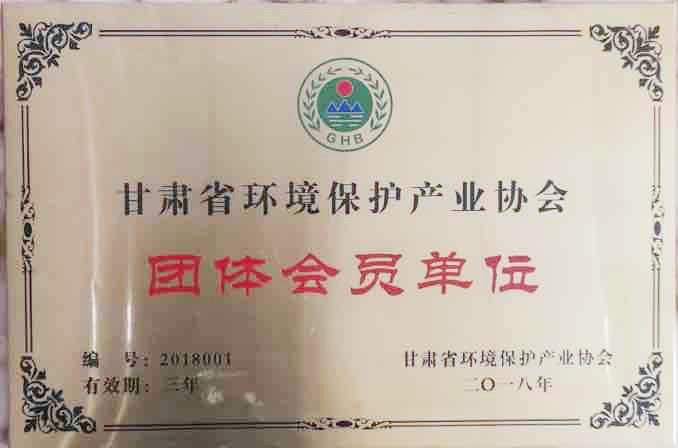 GHB
甘肃省环境保护产业协会
团体会员单位
编 号：2018001
有效期：三年
甘肃省环境保护产业协会
二〇一八年